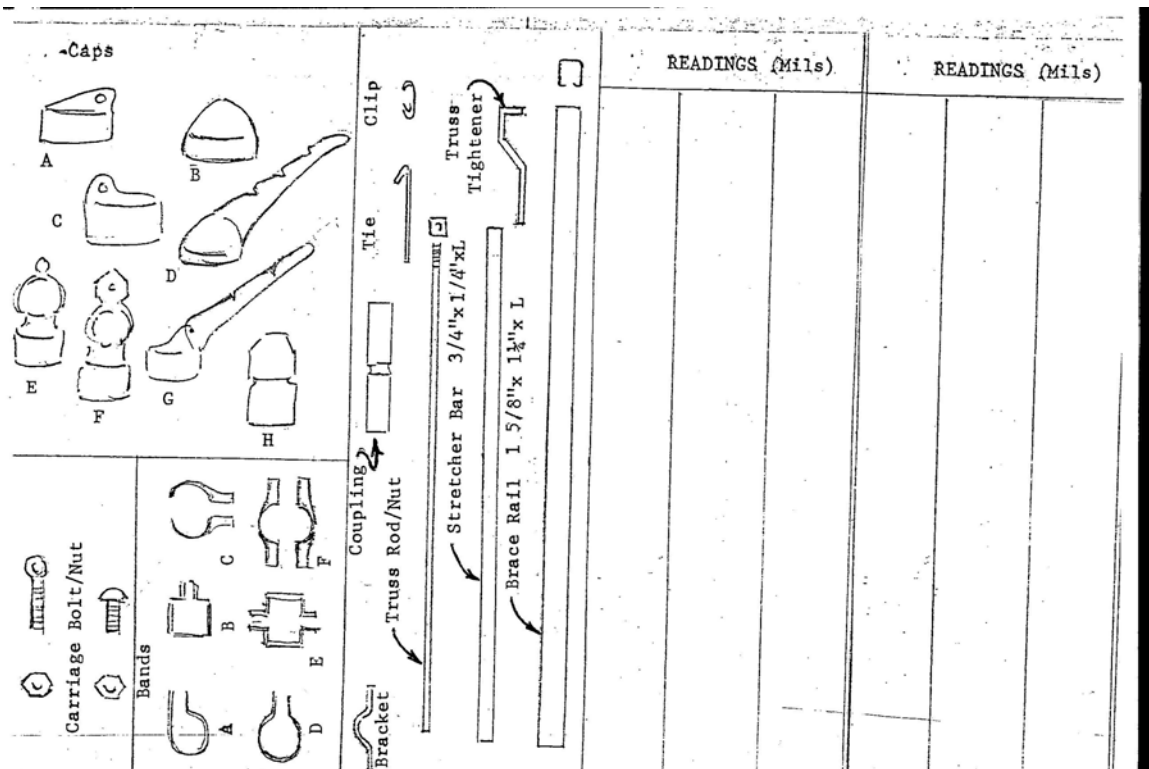 Caps
A
B
C
D
E
F
G
H
Carriage Bolt/Nut
Bands
A
B
C
D
E
F
Clip
Tie
Coupling
Bracket
Truss
Tightener
Truss Rod/Nut
Stretcher Bar 3/4"x1/4"xL
Brace Rail 1 5/8"x 1¼"x L
READINGS (Mils)
READINGS (Mils)